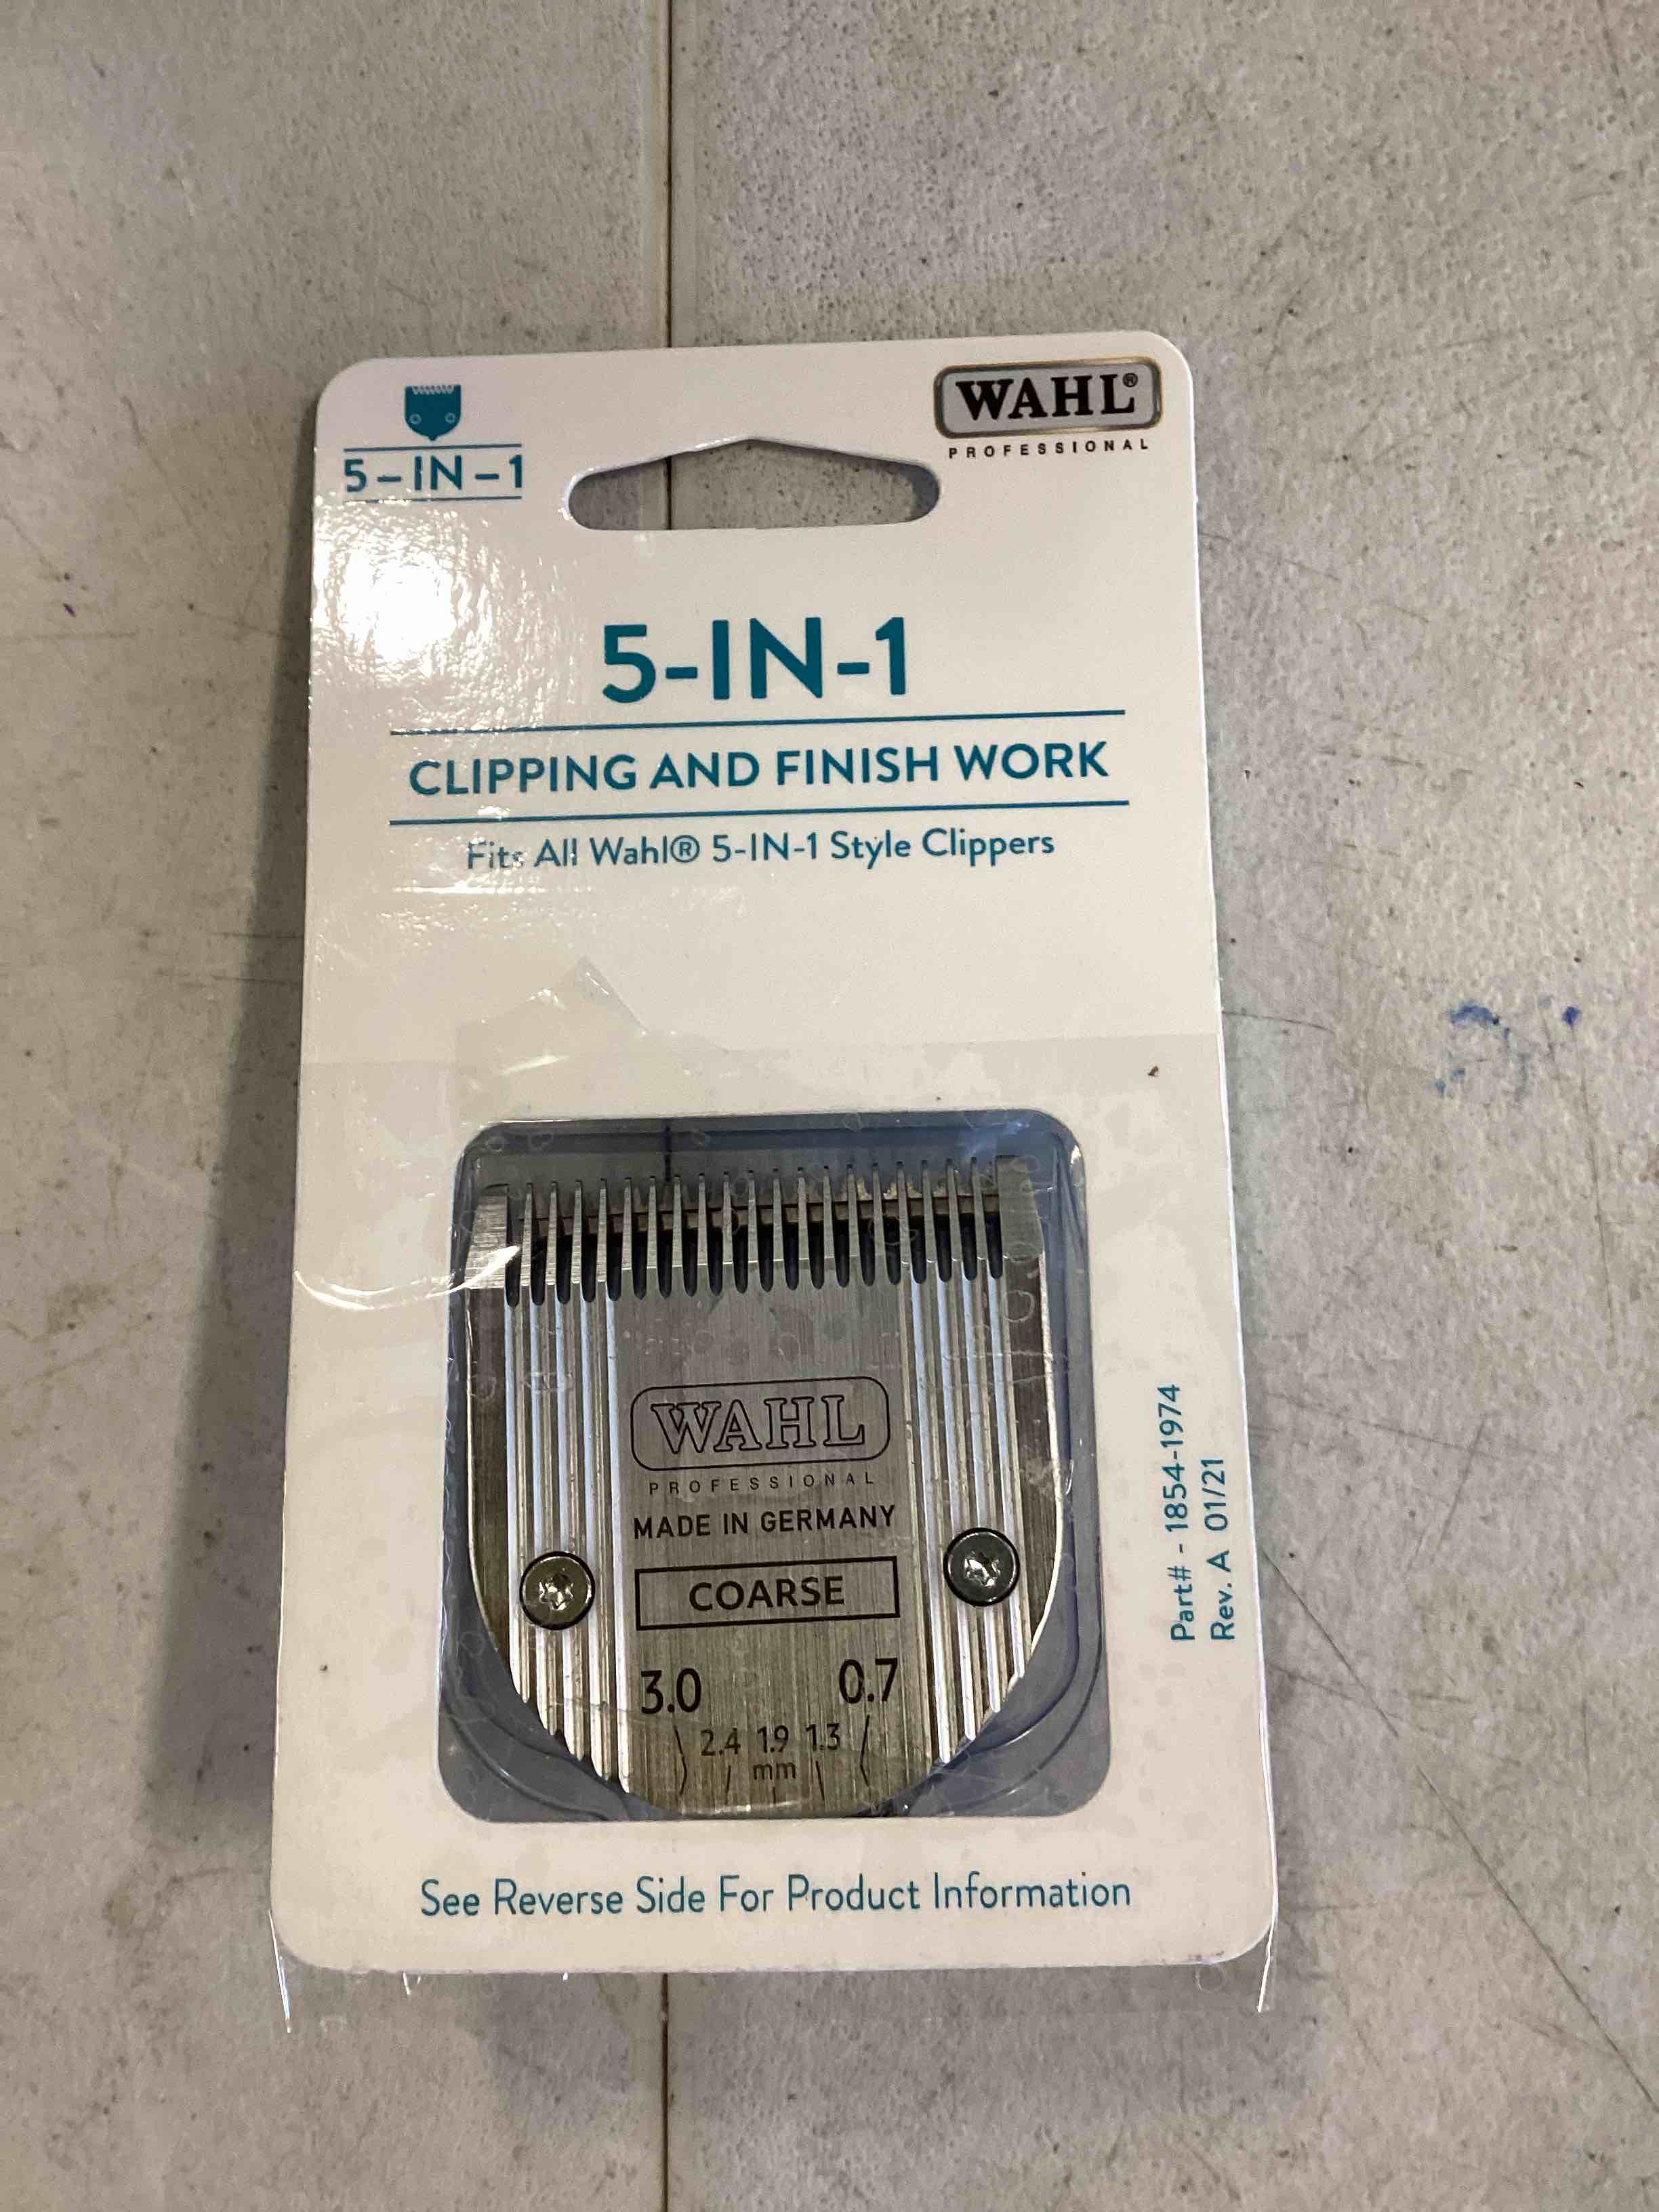 5-IN-1
WAHL®
PROFESSIONAL
5-IN-1
CLIPPING AND FINISH WORK
Fits All Wahl® 5-IN-1 Style Clippers
WAHL
PROFESSIONAL
MADE IN GERMANY
COARSE
3.0 0.7
2.4 1.9 1.3
mm
Part# - 1854-1974
Rev. A 01/21
See Reverse Side For Product Information